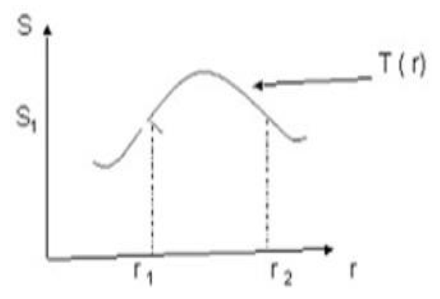 S
T ( r )
S₁
r₁ r₂ r